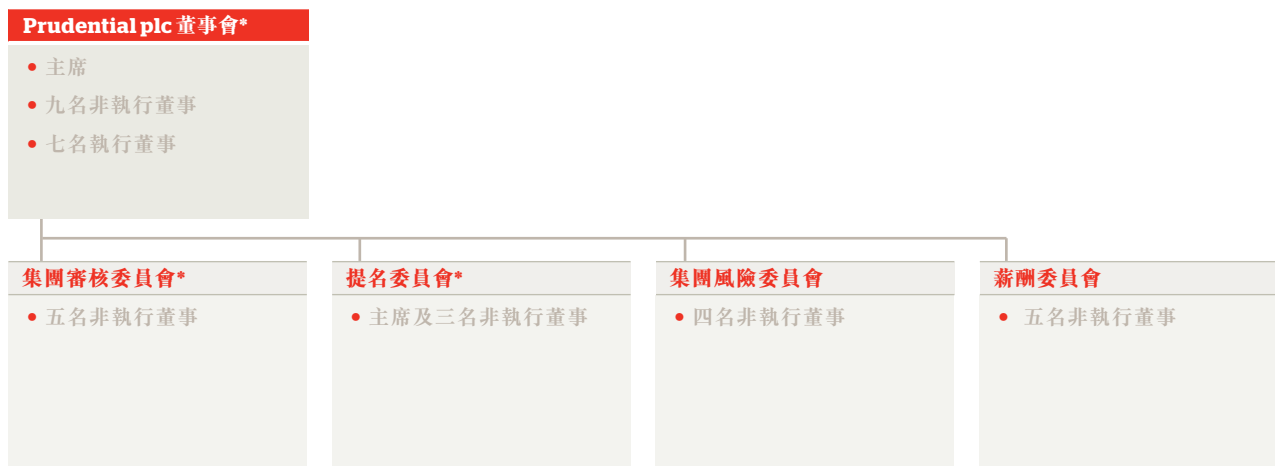 Prudential plc 董事會*
• 主席
• 九名非執行董事
• 七名執行董事
集團審核委員會*
• 五名非執行董事
提名委員會*
• 主席及三名非執行董事
集團風險委員會
• 四名非執行董事
薪酬委員會
• 五名非執行董事